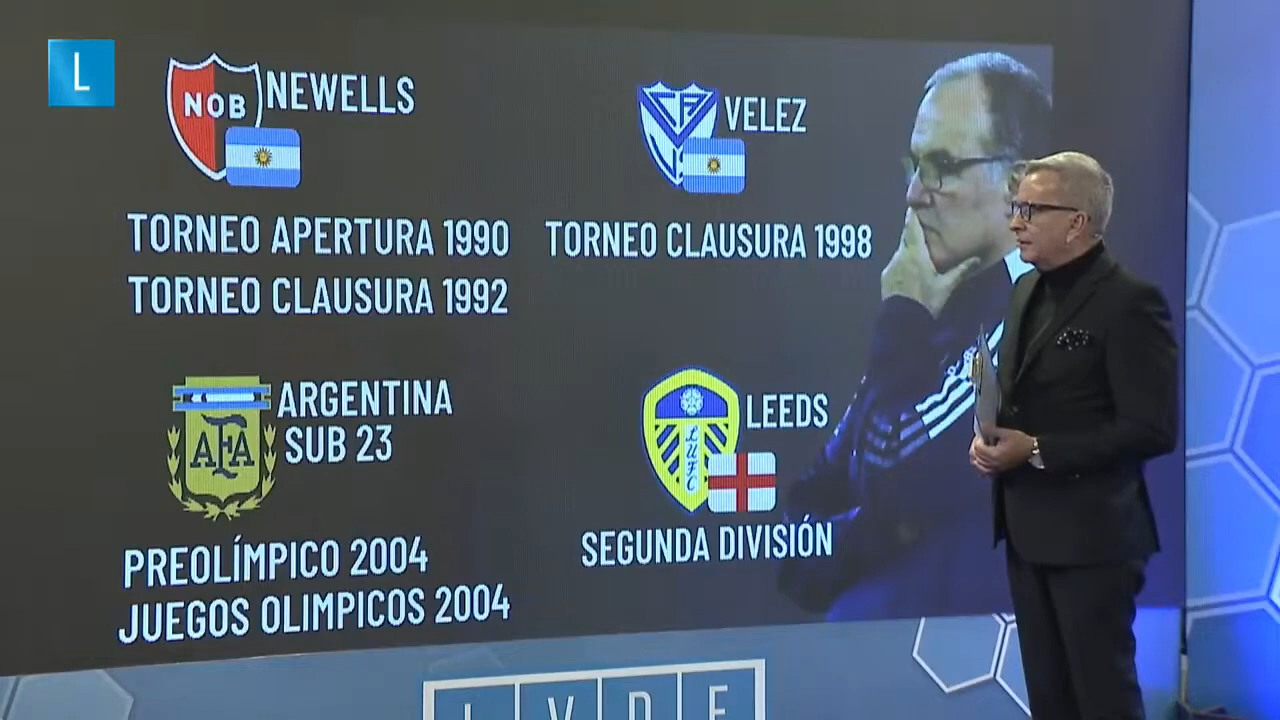 L
NOB
NEWELLS
TORNEO APERTURA 1990
TORNEO CLAUSURA 1992
VELEZ
TORNEO CLAUSURA 1998
AFA
ARGENTINA
SUB 23
PREOLÍMPICO 2004
JUEGOS OLIMPICOS 2004
LUFC
LEEDS
SEGUNDA DIVISIÓN
LVDF